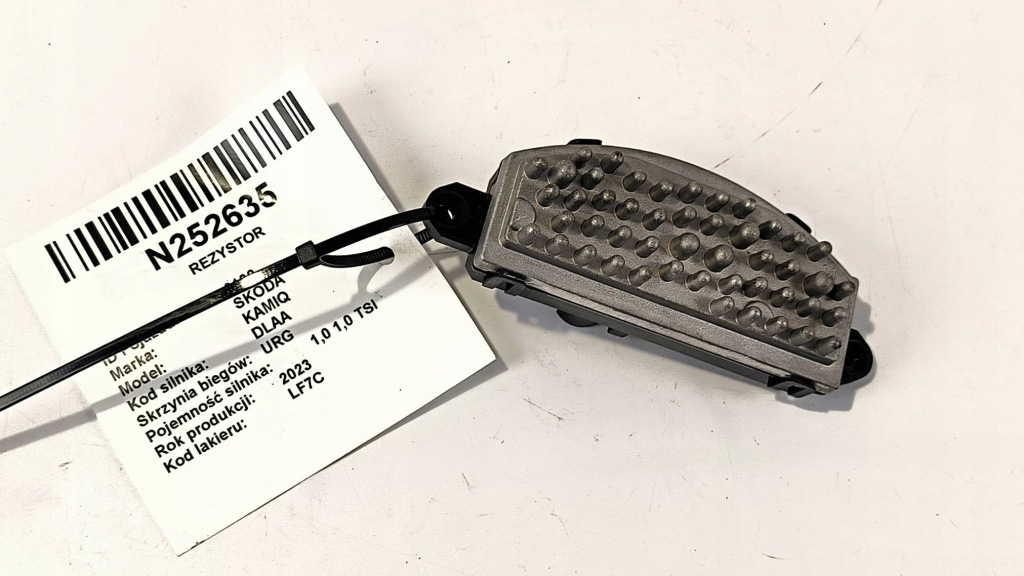 N252635
REZYSTOR
Marka: SKODA
Model: KAMIQ
Kod silnika: DLAA
Skrzynia biegów: URG
Pojemność silnika: 1,0 1,0 TSI
Rok produkcji: 2023
Kod lakieru: LF7C